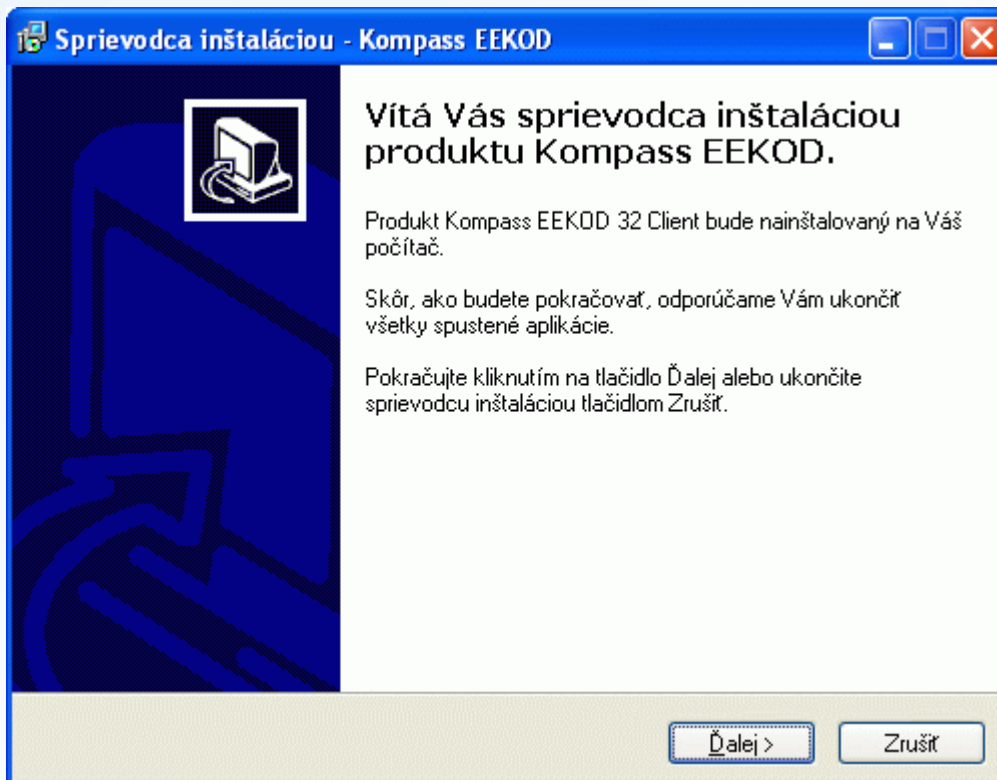 Sprievodca inštaláciou - Kompass EEKOD
Vítá Vás sprievodca inštaláciou
produktu Kompass EEKOD.
Produkt Kompass EEKOD 32 Client bude nainštalovaný na Váš
počítač.
Skôr, ako budete pokračovať, odporúčame Vám ukončiť
všetky spustené aplikácie.
Pokračujte kliknutím na tlačidlo Ďalej alebo ukončite
sprievodcu inštaláciou tlačidlom Zrušiť.
Ďalej >
Zrušiť